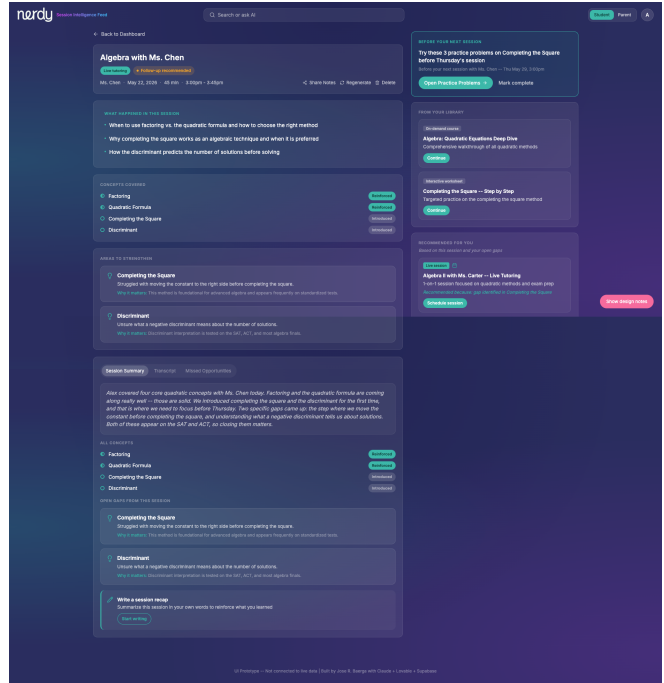 nerdy
Session Intelligence Feed
Search or ask AI
Student
Parent
A
← Back to Dashboard
Algebra with Ms. Chen
Live tutoring
Follow-up recommended
Ms. Chen · May 22, 2026 · 45 min · 3:00pm - 3:45pm
Share Notes
Regenerate
Delete
WHAT HAPPENED IN THIS SESSION
When to use factoring vs. the quadratic formula and how to choose the right method
Why completing the square works as an algebraic technique and when it is preferred
How the discriminant predicts the number of solutions before solving
CONCEPTS COVERED
Factoring
Reinforced
Quadratic Formula
Reinforced
Completing the Square
Introduced
Discriminant
Introduced
AREAS TO STRENGTHEN
Completing the Square
Struggled with moving the constant to the right side before completing the square.
Why it matters: This method is foundational for advanced algebra and appears frequently on standardized tests.
Discriminant
Unsure what a negative discriminant means about the number of solutions.
Why it matters: Discriminant interpretation is tested on the SAT, ACT, and most algebra finals.
Session Summary
Transcript
Missed Opportunities
Alex covered four core quadratic concepts with Ms. Chen today. Factoring and the quadratic formula are coming
along really well -- those are solid. We introduced completing the square and the discriminant for the first time,
and that is where we need to focus before Thursday. Two specific gaps came up: the step where we move the
constant before completing the square, and understanding what a negative discriminant tells us about solutions.
Both of these appear on the SAT and ACT, so closing them matters.
ALL CONCEPTS
Factoring
Reinforced
Quadratic Formula
Reinforced
Completing the Square
Introduced
Discriminant
Introduced
OPEN GAPS FROM THIS SESSION
Completing the Square
Struggled with moving the constant to the right side before completing the square.
Why it matters: This method is foundational for advanced algebra and appears frequently on standardized tests.
Discriminant
Unsure what a negative discriminant means about the number of solutions.
Why it matters: Discriminant interpretation is tested on the SAT, ACT, and most algebra finals.
Write a session recap
Summarize this session in your own words to reinforce what you learned
Start writing
BEFORE YOUR NEXT SESSION
Try these 3 practice problems on Completing the Square
before Thursday's session
Before your next session with Ms. Chen -- Thu May 28, 3:00pm
Open Practice Problems →
Mark complete
FROM YOUR LIBRARY
On-demand course
Algebra: Quadratic Equations Deep Dive
Comprehensive walkthrough of all quadratic methods
Continue
Interactive worksheet
Completing the Square -- Step by Step
Targeted practice on the completing the square method
Continue
RECOMMENDED FOR YOU
Based on this session and your open gaps
Live session
Algebra II with Ms. Carter -- Live Tutoring
1-on-1 session focused on quadratic methods and exam prep
Recommended because: gap identified in Completing the Square
Schedule session
Show design notes
UI Prototype -- Not connected to live data | Built by Jose R. Baerga with Claude + Lovable + Supabase